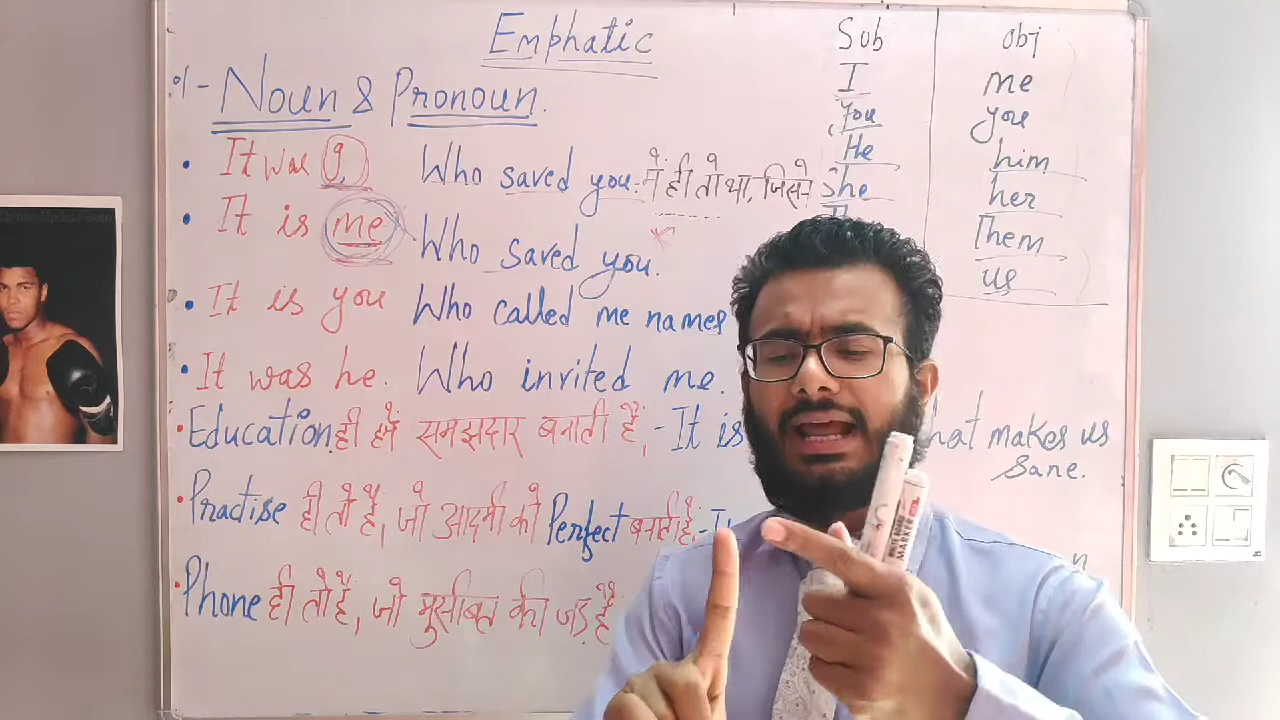 Emphatic
Sub obj
Noun & Pronoun.
I me
You you
He him
She her
Them
us
It was I Who saved you. मैं ही तो था, जिसने
It is me Who saved you.
It is you Who called me names
It was he. Who invited me.
Education ही हमें समझदार बनाती है, - It is hat makes us
sane.
Practise ही तो है, जो आदमी को Perfect बनाती है, - It
Phone ही तो है, जो मुसीबत की जड़ है
MARKER